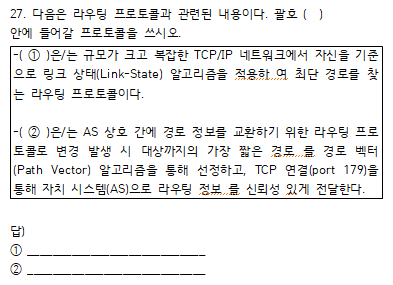 27. 다음은 라우팅 프로토콜과 관련된 내용이다. 괄호 (   )
안에 들어갈 프로토콜을 쓰시오.
-( ① )은/는 규모가 크고 복잡한 TCP/IP 네트워크에서 자신을 기준
으로 링크 상태(Link-State) 알고리즘을 적용하 여 최단 경로를 찾
는 라우팅 프로토콜이다.
-( ② )은/는 AS 상호 간에 경로 정보를 교환하기 위한 라우팅 프로
토콜로 변경 발생 시 대상까지의 가장 짧은 경로 를 경로 벡터
(Path Vector) 알고리즘을 통해 선정하고, TCP 연결(port 179)을
통해 자치 시스템(AS)으로 라우팅 정보 를 신뢰성 있게 전달한다.
답)
① ____________________________
② ____________________________